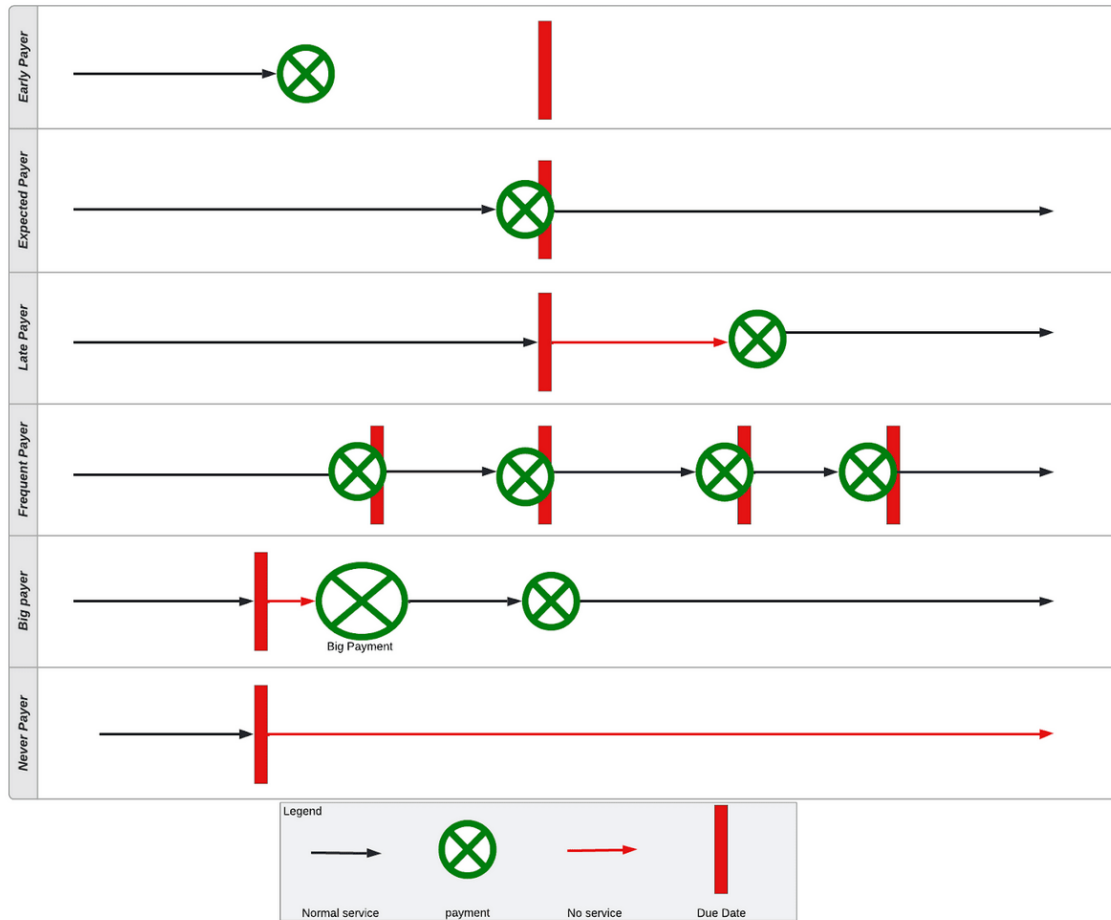 Early Payer
Expected Payer
Late Payer
Frequent Payer
Big payer
Big Payment
Never Payer
Legend
Normal service
payment
No service
Due Date